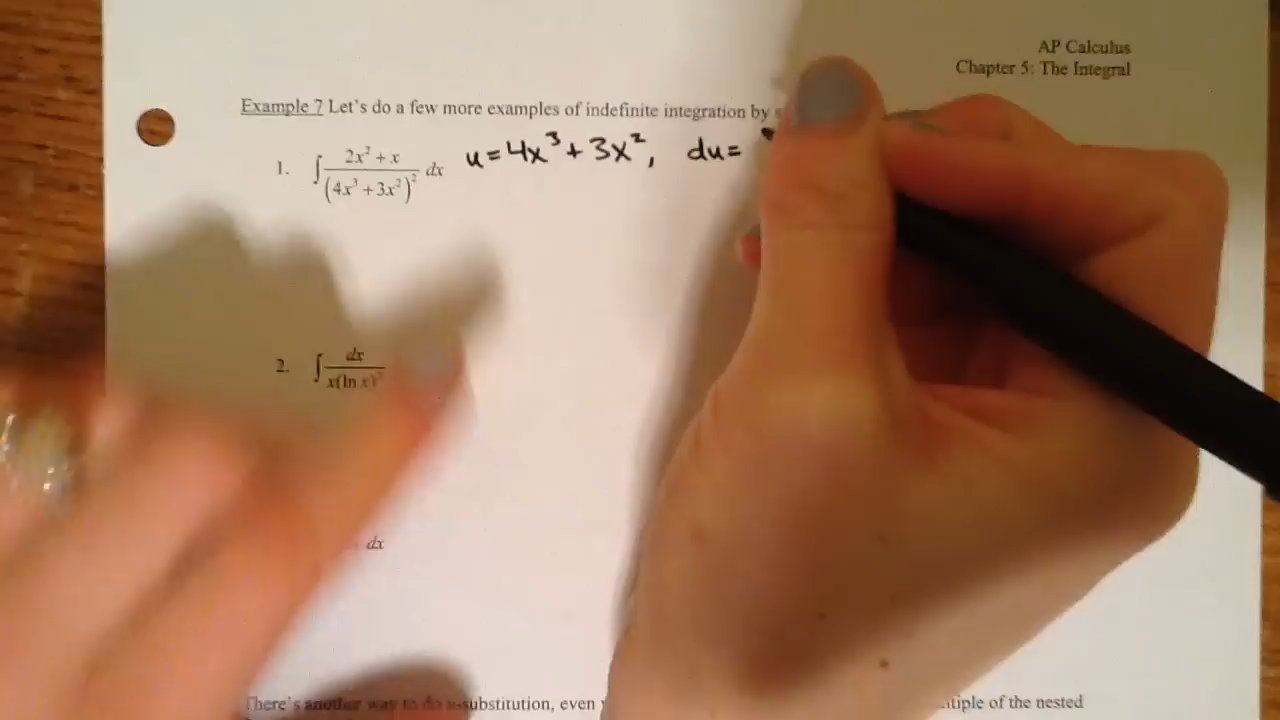 AP Calculus
Chapter 5: The Integral
Example 7 Let's do a few more examples of indefinite integration by
1. ∫ (2x² + x)/(4x³ + 3x²)² dx u = 4x³ + 3x², du =
2. ∫ dx/x(ln x)
dx
There's another way to do u-substitution, even of the nested